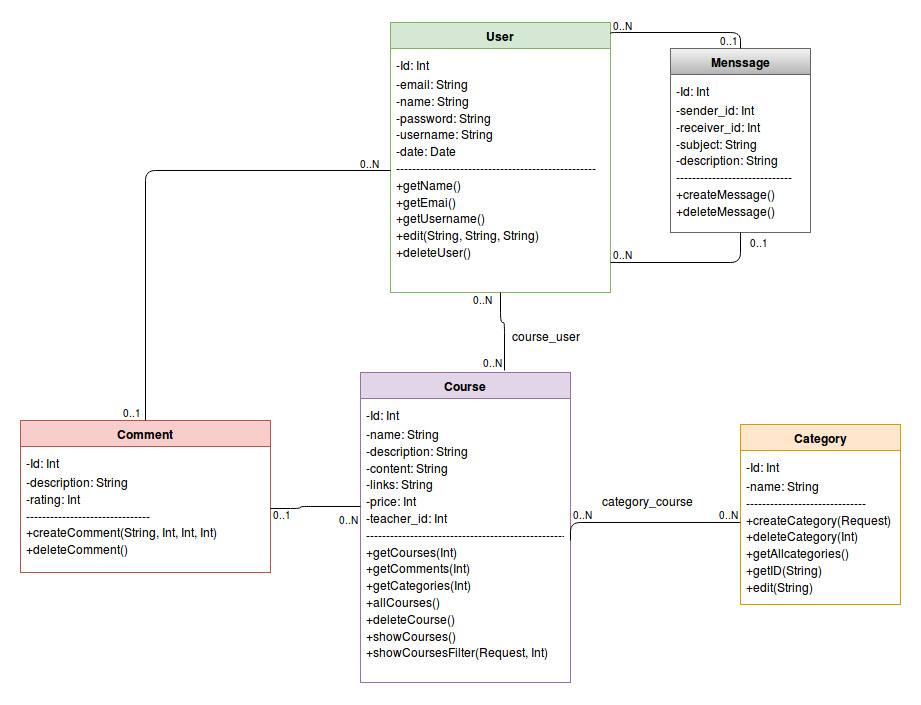 User
-Id: Int
-email: String
-name: String
-password: String
-username: String
-date: Date
+getName()
+getEmai()
+getUsername()
+edit(String, String, String)
+deleteUser()
0..N
0..1
Menssage
-Id: Int
-sender_id: Int
-receiver_id: Int
-subject: String
-description: String
+createMessage()
+deleteMessage()
0..1
0..N
0..N
0..1
0..N
course_user
0..N
Comment
-Id: Int
-description: String
-rating: Int
+createComment(String, Int, Int, Int)
+deleteComment()
0..1
0..N
Course
-Id: Int
-name: String
-description: String
-content: String
-links: String
-price: Int
-teacher_id: Int
+getCourses(Int)
+getComments(Int)
+getCategories(Int)
+allCourses()
+deleteCourse()
+showCourses()
+showCoursesFilter(Request, Int)
category_course
0..N
0..N
Category
-Id: Int
-name: String
+createCategory(Request)
+deleteCategory(Int)
+getAllcategories()
+getID(String)
+edit(String)